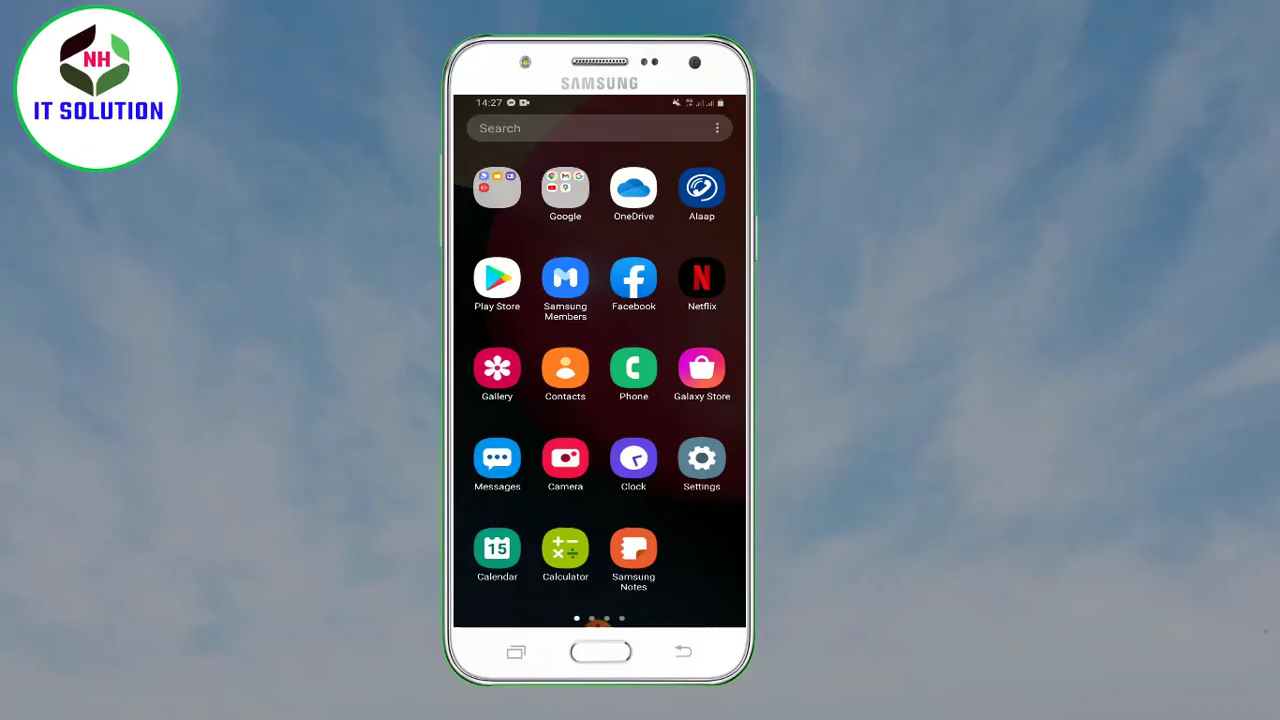 NH
IT SOLUTION
SAMSUNG
14:27
Search
Google
OneDrive
Alaap
Play Store
Samsung
Members
Facebook
Netflix
Gallery
Contacts
Phone
Galaxy Store
Messages
Camera
Clock
Settings
15
Calendar
Calculator
Samsung
Notes